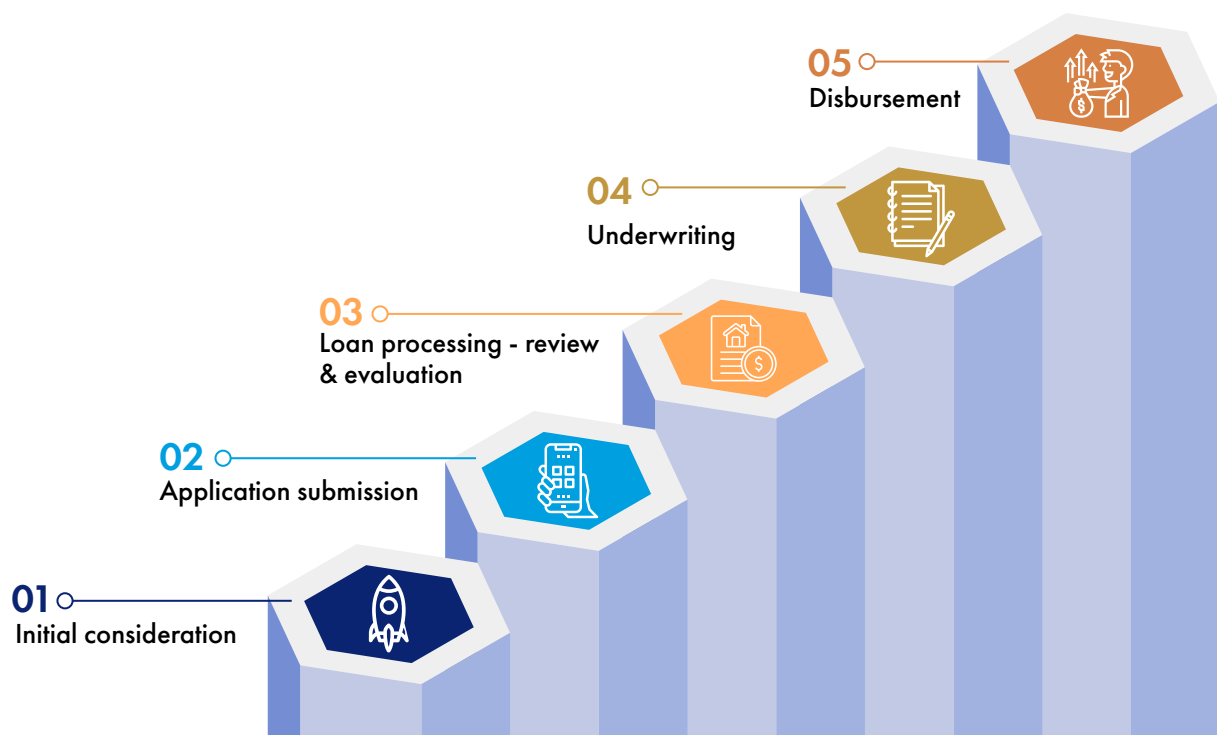 01
Initial consideration
02
Application submission
03
Loan processing - review
& evaluation
04
Underwriting
05
Disbursement
$
$